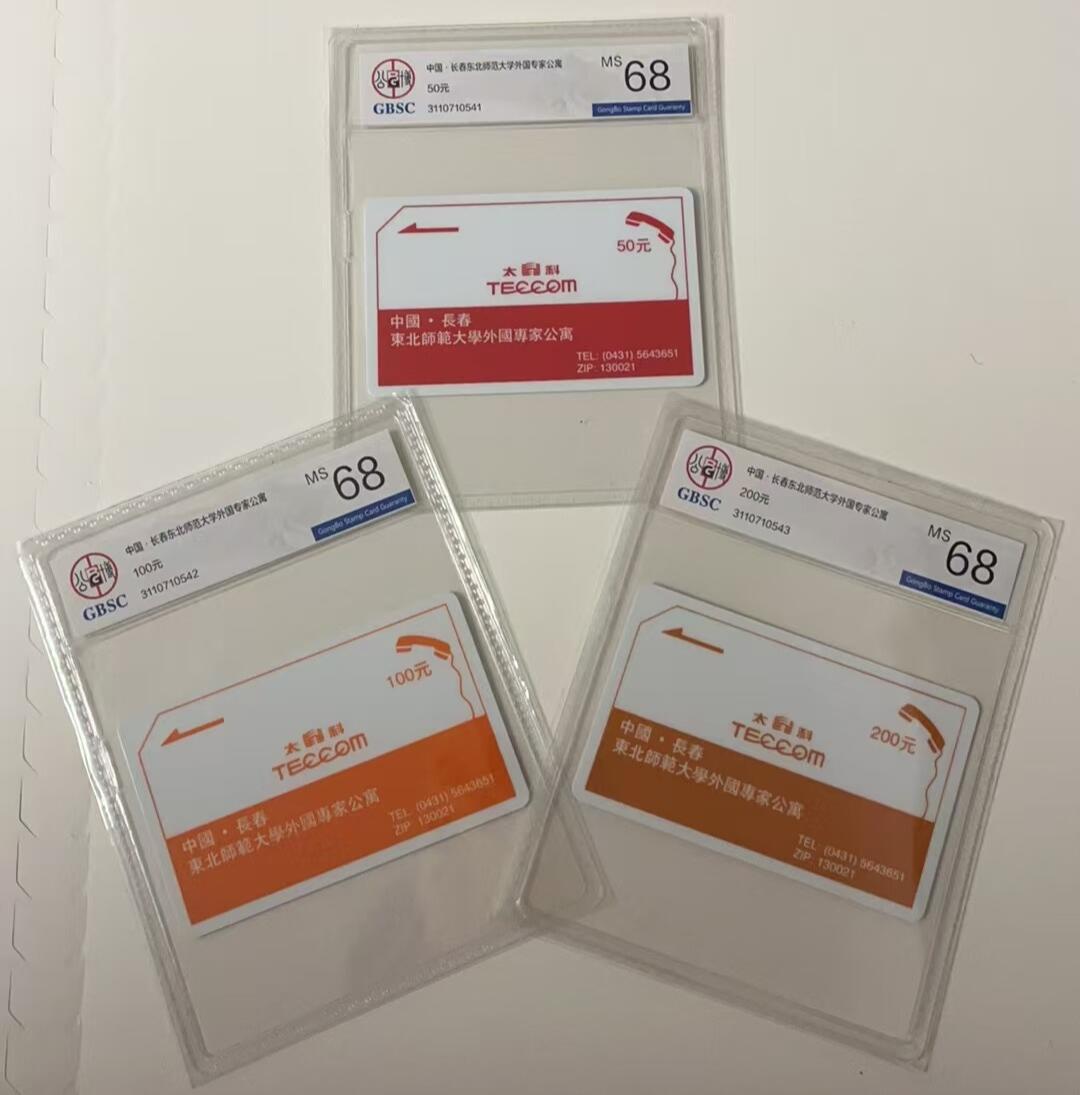 中国·长春东北师范大学外国专家公寓
50元
GBSC 3110710541
MS 68
GongBo Stamp Card Guaranty
50元
太 科
TECCOM
中國·長春
東北師範大學外國專家公寓
TEL: (0431) 5643651
ZIP: 130021
中国·长春东北师范大学外国专家公寓
100元
GBSC 3110710542
MS 68
GongBo Stamp Card Guaranty
100元
太 科
TECCOM
中國·長春
東北師範大學外國專家公寓
TEL: (0431) 5643651
ZIP: 130021
中国·长春东北师范大学外国专家公寓
200元
GBSC 3110710543
MS 68
GongBo Stamp Card Guaranty
200元
太 科
TECCOM
中國·長春
東北師範大學外國專家公寓
TEL: (0431) 5643651
ZIP: 130021